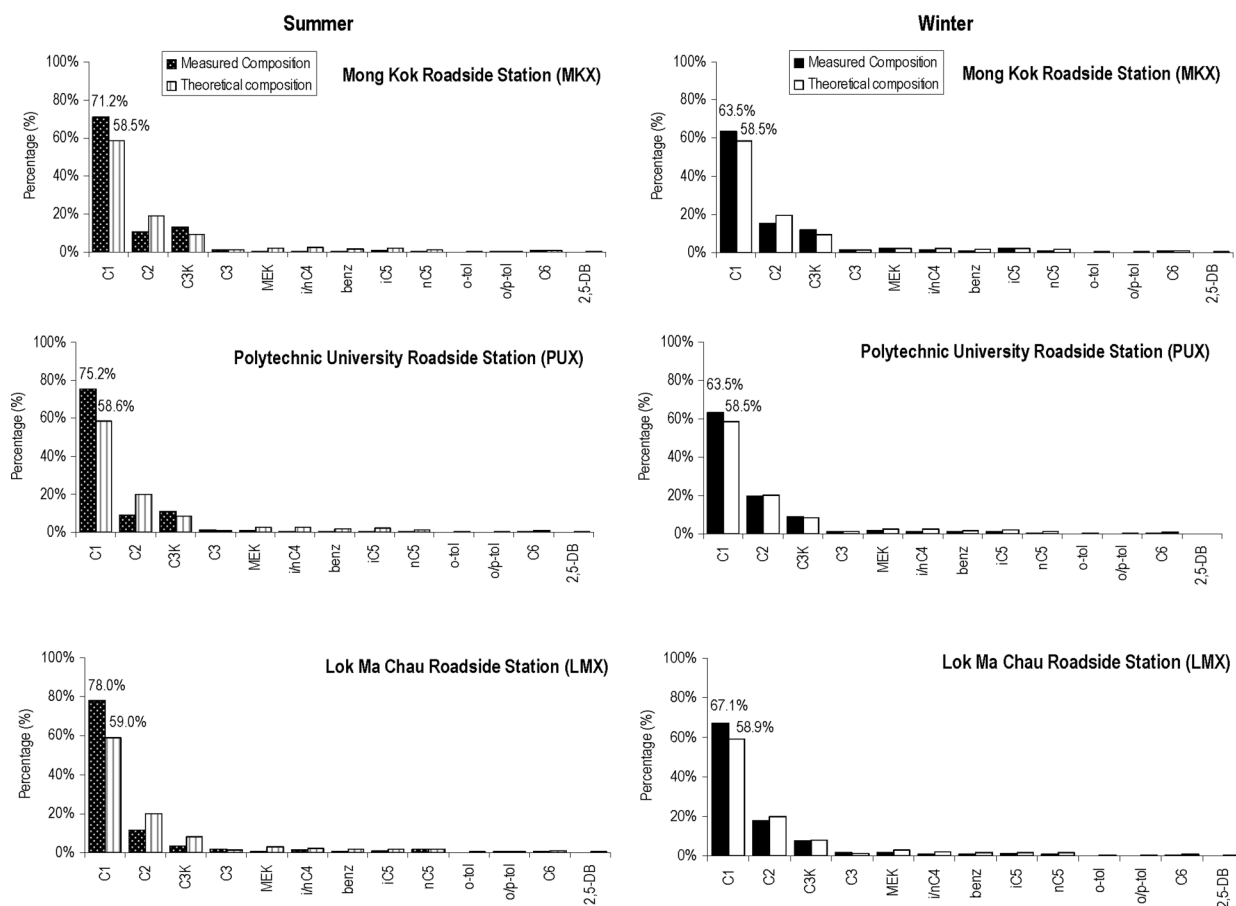 Summer
Measured Composition
Theoretical composition
Mong Kok Roadside Station (MKX)
Percentage (%)
100%
80%
60%
40%
20%
0%
71.2%
58.5%
C1 C2 C3K C3 MEK i/nC4 benz iC5 nC5 o-tol o/p-tol C6 2,5-DB
Polytechnic University Roadside Station (PUX)
Percentage (%)
100%
80%
60%
40%
20%
0%
75.2%
58.6%
C1 C2 C3K C3 MEK i/nC4 benz iC5 nC5 o-tol o/p-tol C6 2,5-DB
Lok Ma Chau Roadside Station (LMX)
Percentage (%)
100%
80%
60%
40%
20%
0%
78.0%
59.0%
C1 C2 C3K C3 MEK i/nC4 benz iC5 nC5 o-tol o/p-tol C6 2,5-DB
Winter
Measured Composition
Theoretical composition
Mong Kok Roadside Station (MKX)
Percentage (%)
100%
80%
60%
40%
20%
0%
63.5%
58.5%
C1 C2 C3K C3 MEK i/nC4 benz iC5 nC5 o-tol o/p-tol C6 2,5-DB
Polytechnic University Roadside Station (PUX)
Percentage (%)
100%
80%
60%
40%
20%
0%
63.5%
58.5%
C1 C2 C3K C3 MEK i/nC4 benz iC5 nC5 o-tol o/p-tol C6 2,5-DB
Lok Ma Chau Roadside Station (LMX)
Percentage (%)
100%
80%
60%
40%
20%
0%
67.1%
58.9%
C1 C2 C3K C3 MEK i/nC4 benz iC5 nC5 o-tol o/p-tol C6 2,5-DB